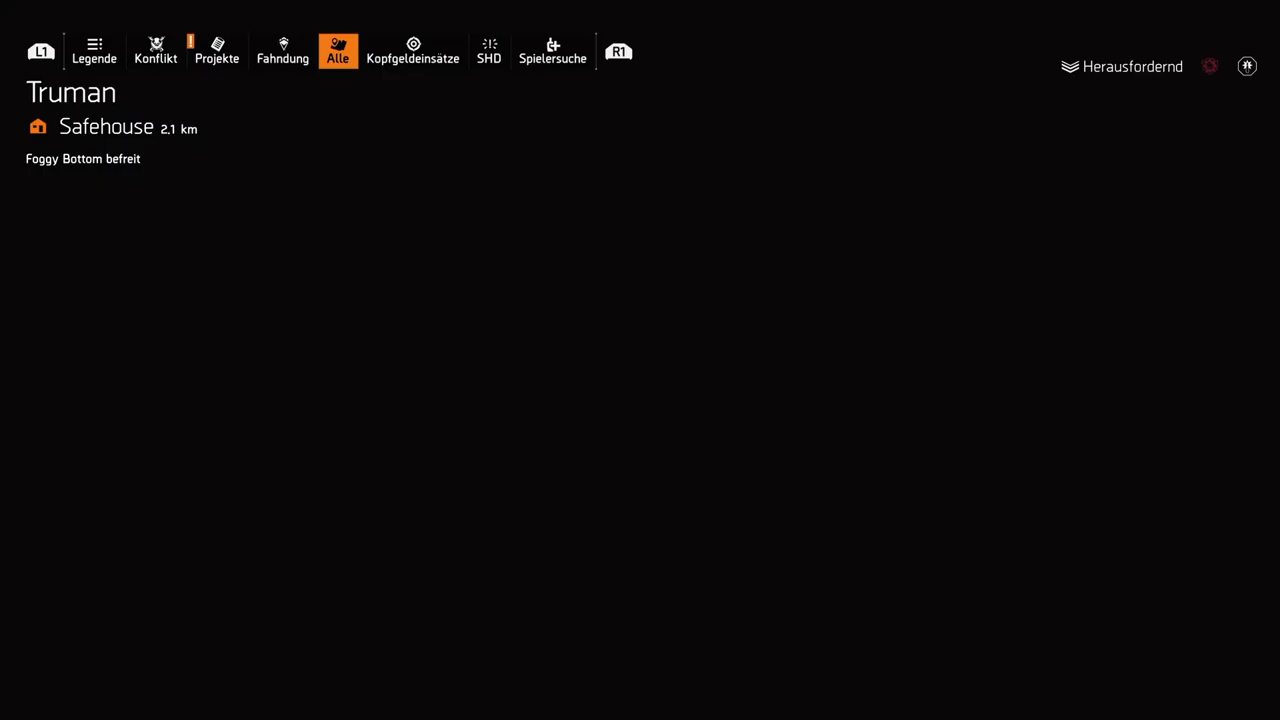 L1 Legende Konflikt ! Projekte Fahndung Alle Kopfgeldeinsätze SHD Spielersuche R1
Herausfordernd
Truman
Safehouse 2.1 km
Foggy Bottom befreit